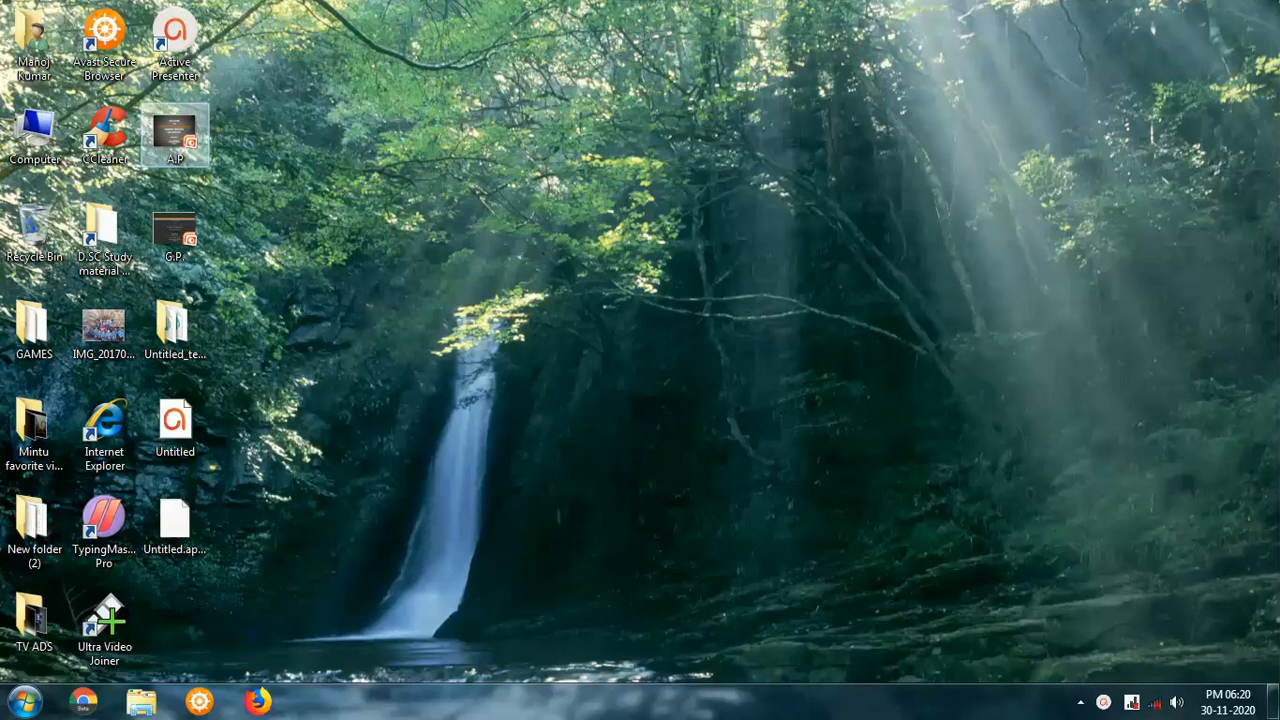 Manoj
Kumar
Avast Secure
Browser
Active
Presenter
Computer
CCleaner
A.P
Recycle Bin
D.SC Study
material ...
G.P.
GAMES
IMG_20170...
Untitled_te...
Mintu
favorite vi...
Internet
Explorer
Untitled
New folder
(2)
TypingMas...
Pro
Untitled.ap...
TV ADS
Ultra Video
Joiner
Beta
PM 06:20
30-11-2020